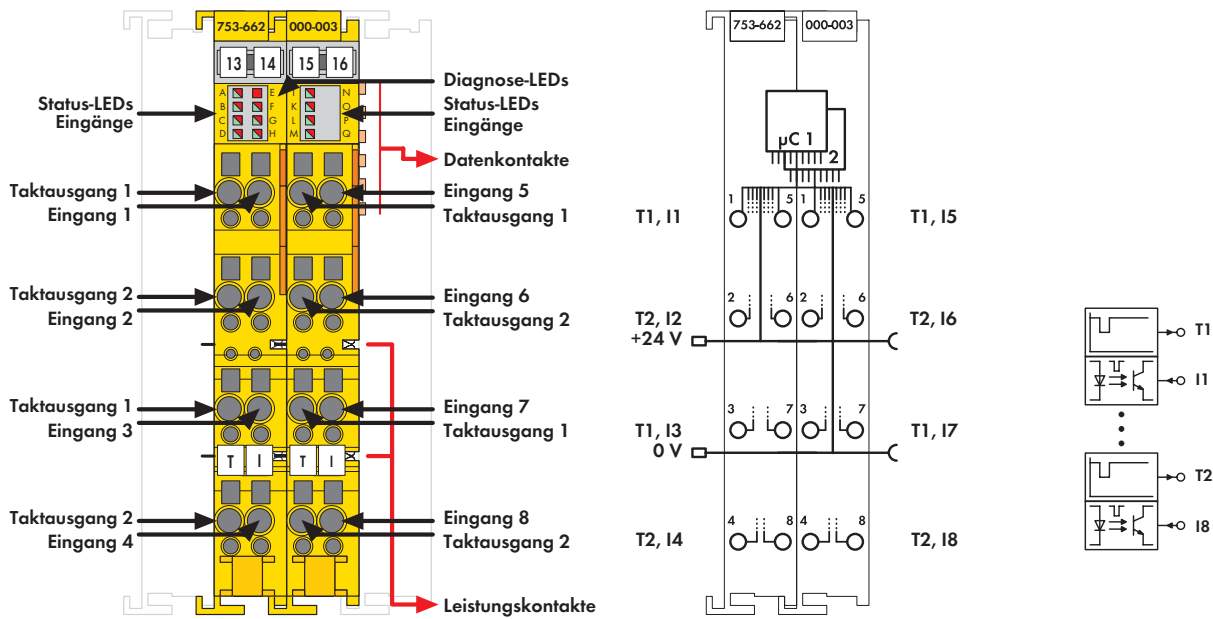 753-662 000-003
13 14 15 16
A E I N
B F K O
C G L P
D H M Q
Status-LEDs
Eingänge
Taktausgang 1
Eingang 1
Taktausgang 2
Eingang 2
Taktausgang 1
Eingang 3
Taktausgang 2
Eingang 4
T I T I
Diagnose-LEDs
Status-LEDs
Eingänge
Datenkontakte
Eingang 5
Taktausgang 1
Eingang 6
Taktausgang 2
Eingang 7
Taktausgang 1
Eingang 8
Taktausgang 2
Leistungskontakte
753-662 000-003
µC 1
2
1 5 1 5
T1, I1
T1, I5
2 6 2 6
T2, I2
T2, I6
+24 V
3 7 3 7
T1, I3
T1, I7
0 V
4 8 4 8
T2, I4
T2, I8
T1
I1
T2
I8